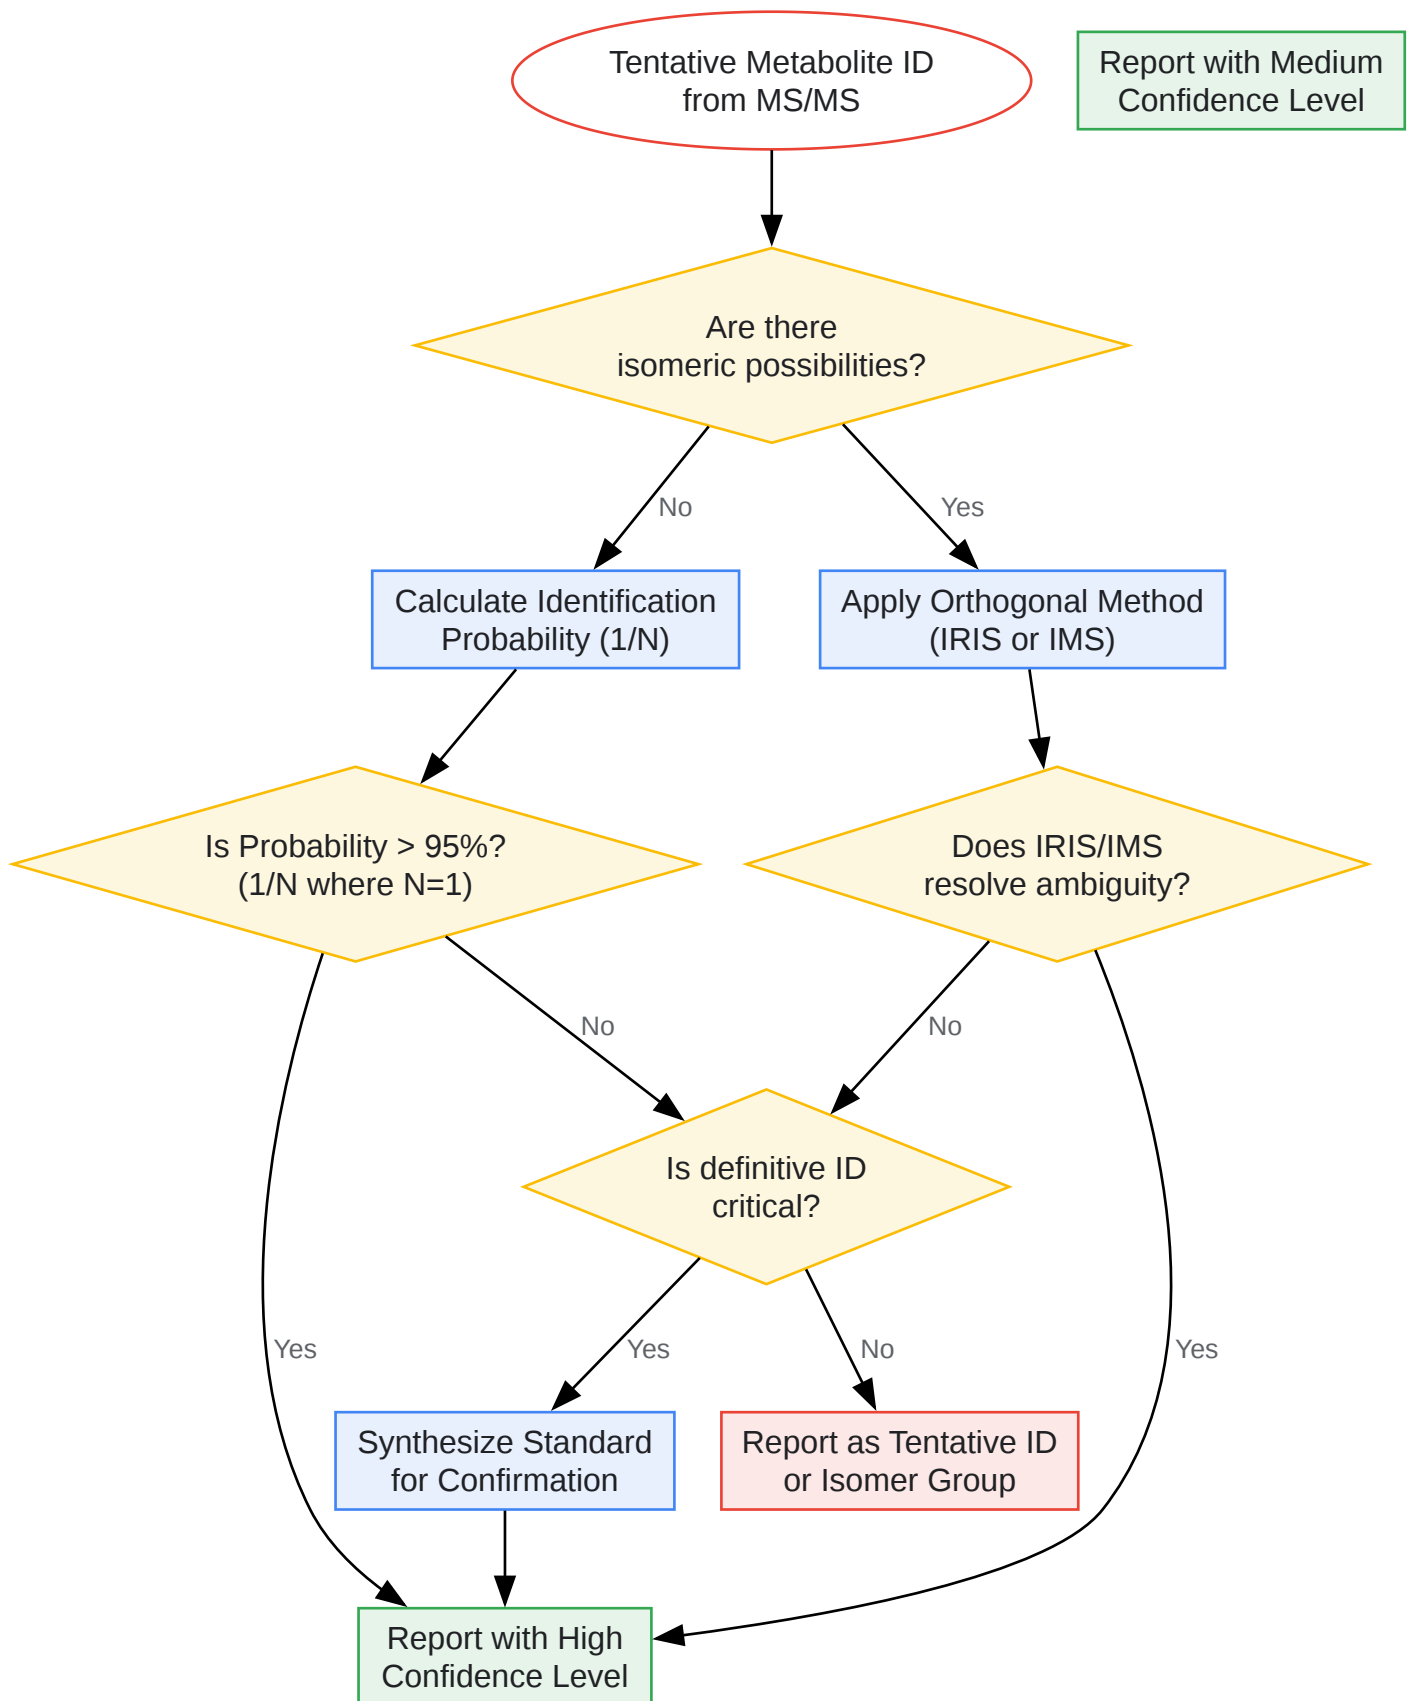 Tentative Metabolite ID
from MS/MS
Report with Medium
Confidence Level
Are there
isomeric possibilities?
No
Yes
Calculate Identification
Probability (1/N)
Apply Orthogonal Method
(IRIS or IMS)
Is Probability > 95%?
(1/N where N=1)
Does IRIS/IMS
resolve ambiguity?
No
No
Is definitive ID
critical?
Yes
Yes
No
Yes
Synthesize Standard
for Confirmation
Report as Tentative ID
or Isomer Group
Report with High
Confidence Level